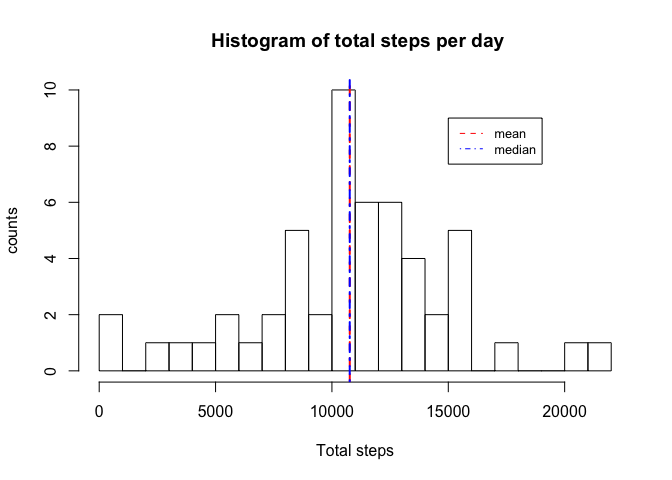 Histogram of total steps per day
counts
10
8
6
4
2
0
mean
median
0 5000 10000 15000 20000
Total steps